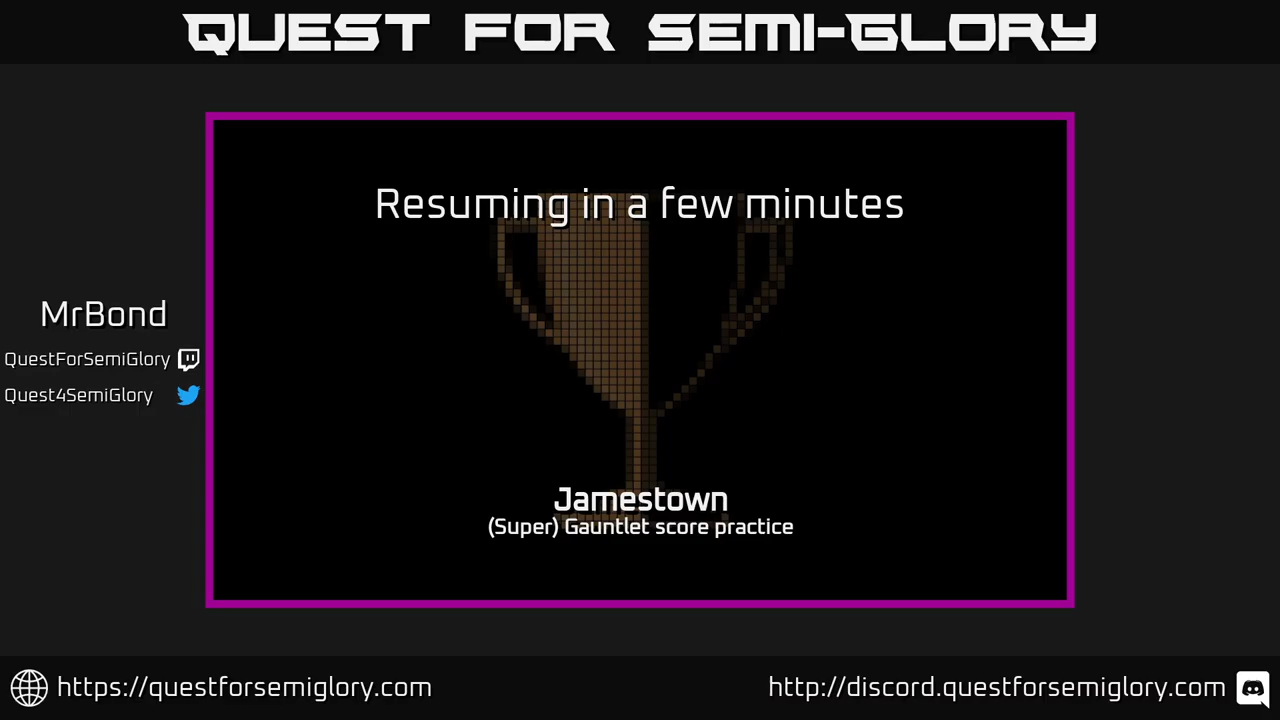 QUEST FOR SEMI-GLORY
Resuming in a few minutes
MrBond
QuestForSemiGlory
Quest4SemiGlory
Jamestown
(Super) Gauntlet score practice
https://questforsemiglory.com
http://discord.questforsemiglory.com